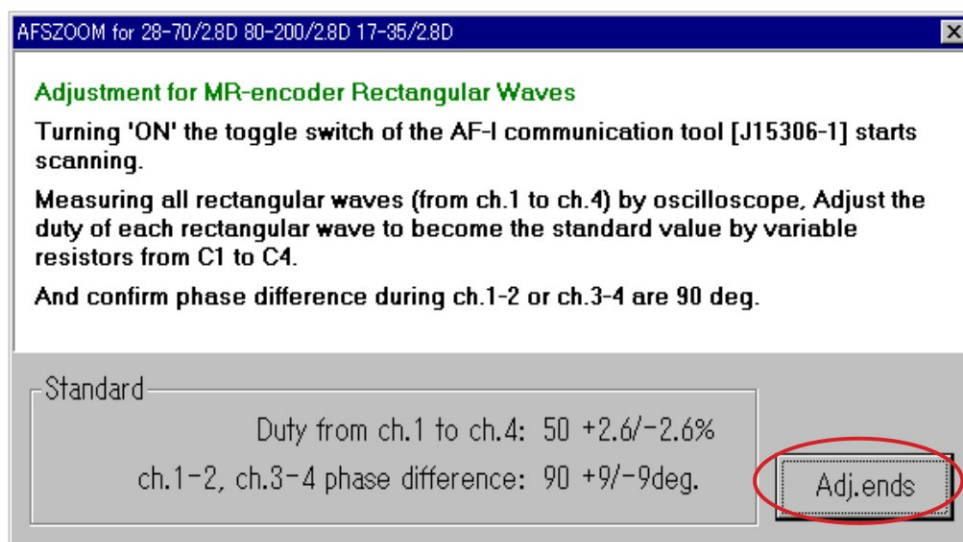 AFSZOOM for 28-70/2.8D 80-200/2.8D 17-35/2.8D
Adjustment for MR-encoder Rectangular Waves
Turning 'ON' the toggle switch of the AF-I communication tool [J15306-1] starts
scanning.
Measuring all rectangular waves (from ch.1 to ch.4) by oscilloscope, Adjust the
duty of each rectangular wave to become the standard value by variable
resistors from C1 to C4.
And confirm phase difference during ch.1-2 or ch.3-4 are 90 deg.
Standard
Duty from ch.1 to ch.4: 50 +2.6/-2.6%
ch.1-2, ch.3-4 phase difference: 90 +9/-9deg.
Adj.ends